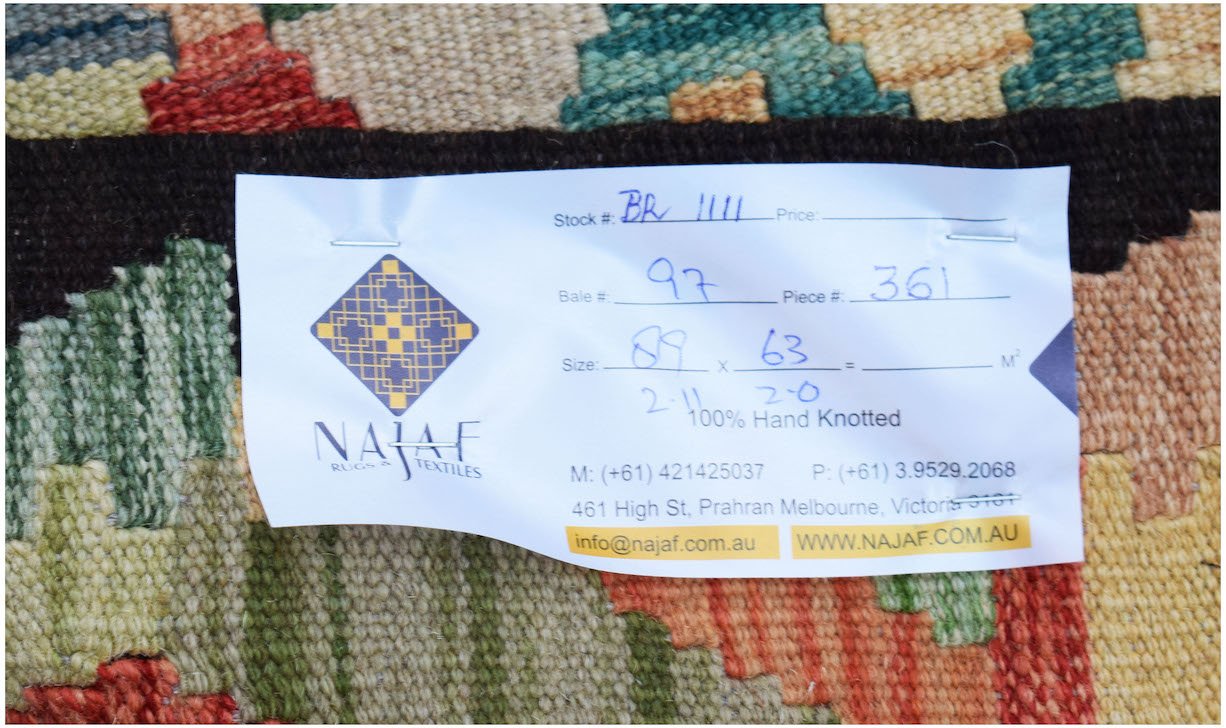 Stock #: BR 1111 Price:
Bale #: 97 Piece #: 361
Size: 89 x 63 = M²
2-11 2-0
100% Hand Knotted
NAJAF
RUGS & TEXTILES
M: (+61) 421425037 P: (+61) 3.9529.2068
461 High St, Prahran Melbourne, Victoria 3181
info@najaf.com.au WWW.NAJAF.COM.AU